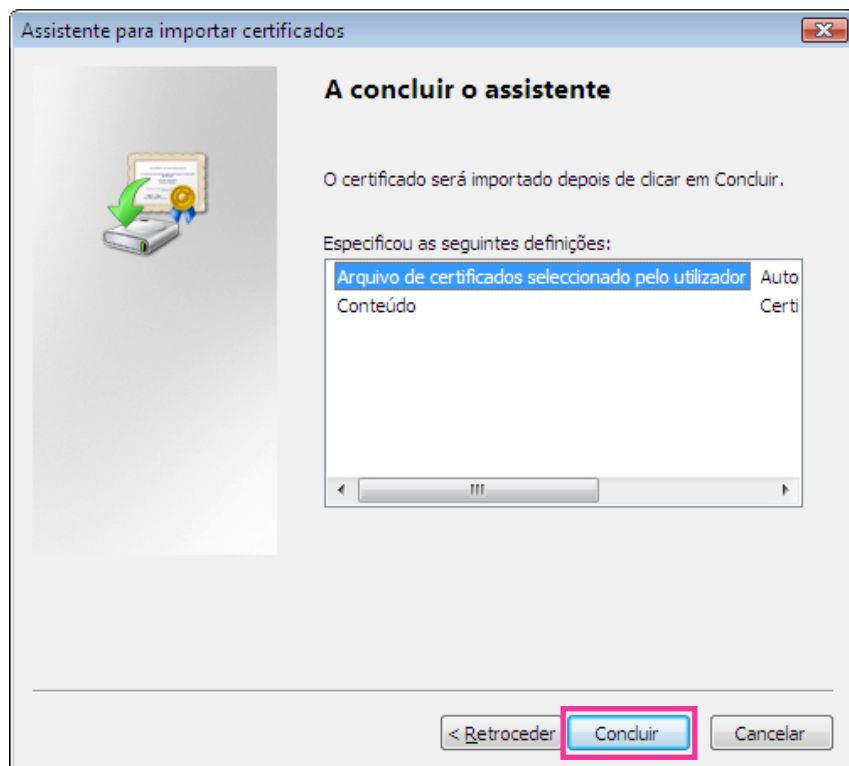 Assistente para importar certificados
A concluir o assistente
O certificado será importado depois de clicar em Concluir.
Especificou as seguintes definições:
Arquivo de certificados seleccionado pelo utilizador Auto
Conteúdo Certi
< Retroceder Concluir Cancelar